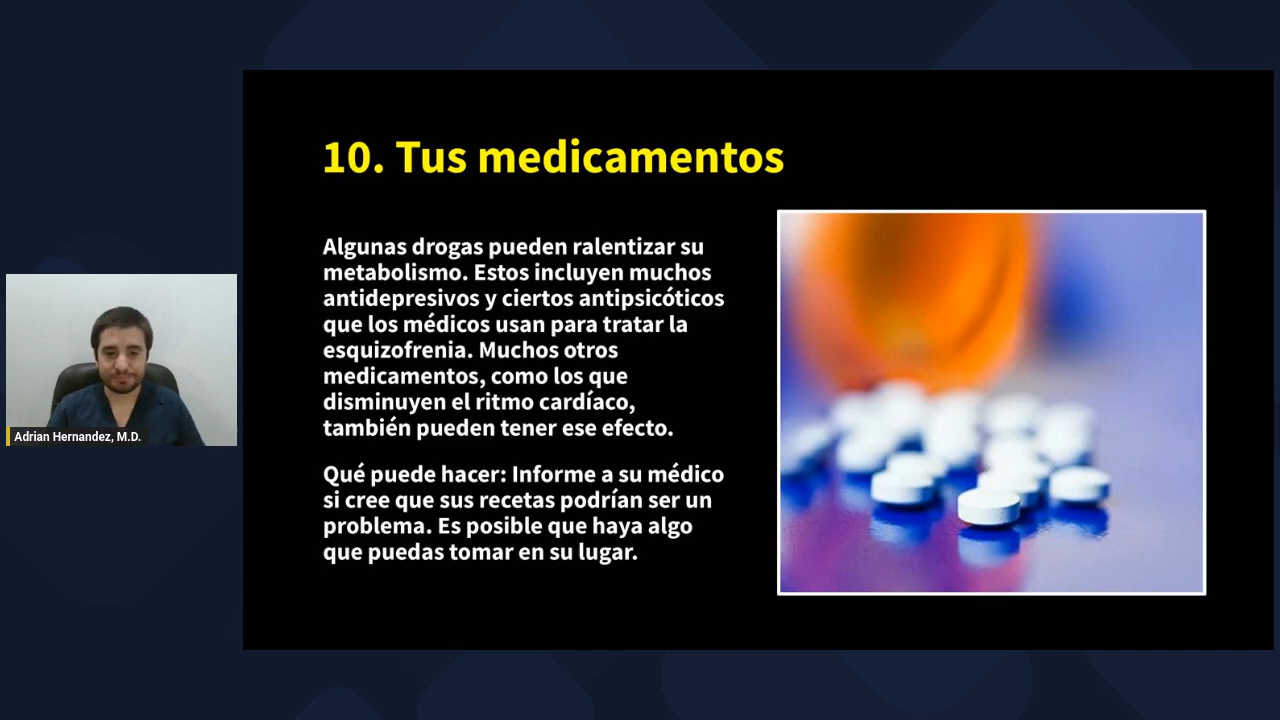 10. Tus medicamentos
Algunas drogas pueden ralentizar su
metabolismo. Estos incluyen muchos
antidepresivos y ciertos antipsicóticos
que los médicos usan para tratar la
esquizofrenia. Muchos otros
medicamentos, como los que
disminuyen el ritmo cardíaco,
también pueden tener ese efecto.
Qué puede hacer: Informe a su médico
si cree que sus recetas podrían ser un
problema. Es posible que haya algo
que puedas tomar en su lugar.
Adrian Hernandez, M.D.